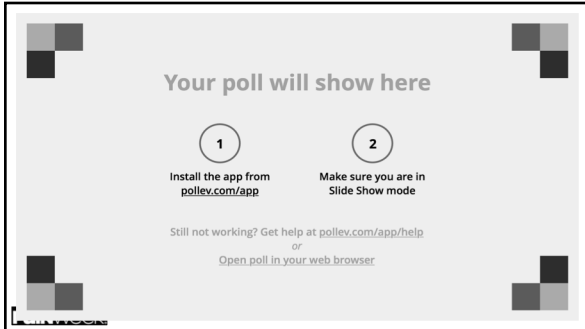 Your poll will show here
1
2
Install the app from
pollev.com/app
Make sure you are in
Slide Show mode
Still not working? Get help at pollev.com/app/help
or
Open poll in your web browser